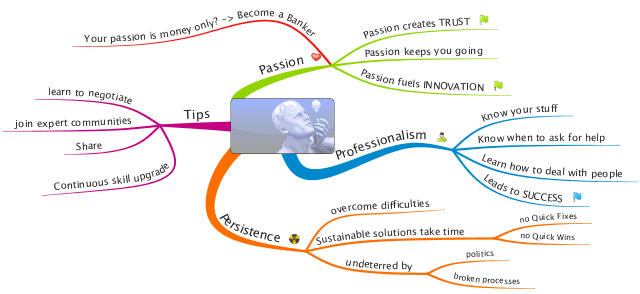 Your passion is money only? -> Become a Banker
Passion
Passion creates TRUST
Passion keeps you going
Passion fuels INNOVATION
Tips
learn to negotiate
join expert communities
Share
Continuous skill upgrade
Professionalism
Know your stuff
Know when to ask for help
Learn how to deal with people
Leads to SUCCESS
Persistence
overcome difficulties
Sustainable solutions take time
no Quick Fixes
no Quick Wins
undeterred by
politics
broken processes